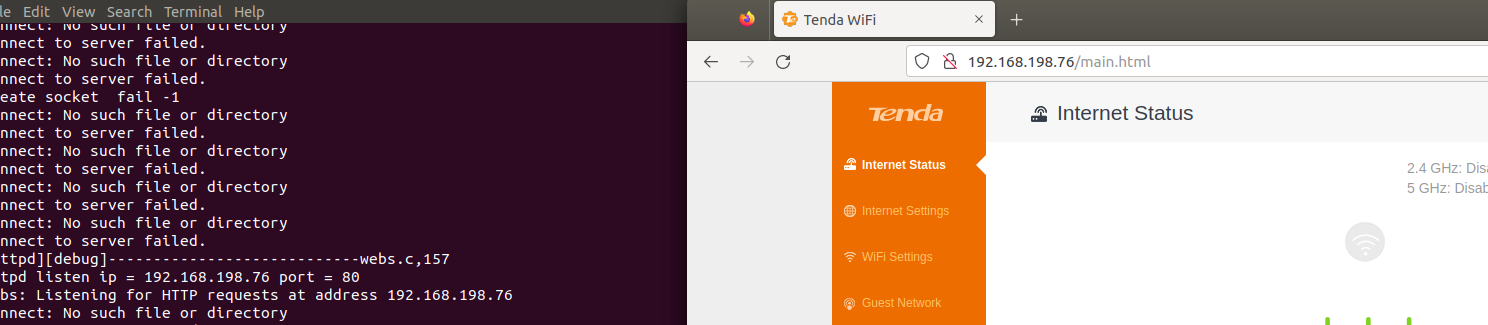 le Edit View Search Terminal Help
nnect: No such file or directory
nnect to server failed.
nnect: No such file or directory
nnect to server failed.
eate socket  fail -1
nnect: No such file or directory
nnect to server failed.
nnect: No such file or directory
nnect to server failed.
nnect: No such file or directory
nnect to server failed.
nnect: No such file or directory
nnect to server failed.
ttpd][debug]----------------------------webs.c,157
tpd listen ip = 192.168.198.76 port = 80
bs: Listening for HTTP requests at address 192.168.198.76
nnect: No such file or directory
Tenda WiFi
192.168.198.76/main.html
Tenda
Internet Status
Internet Settings
WiFi Settings
Guest Network
Internet Status
2.4 GHz: Disa
5 GHz: Disab